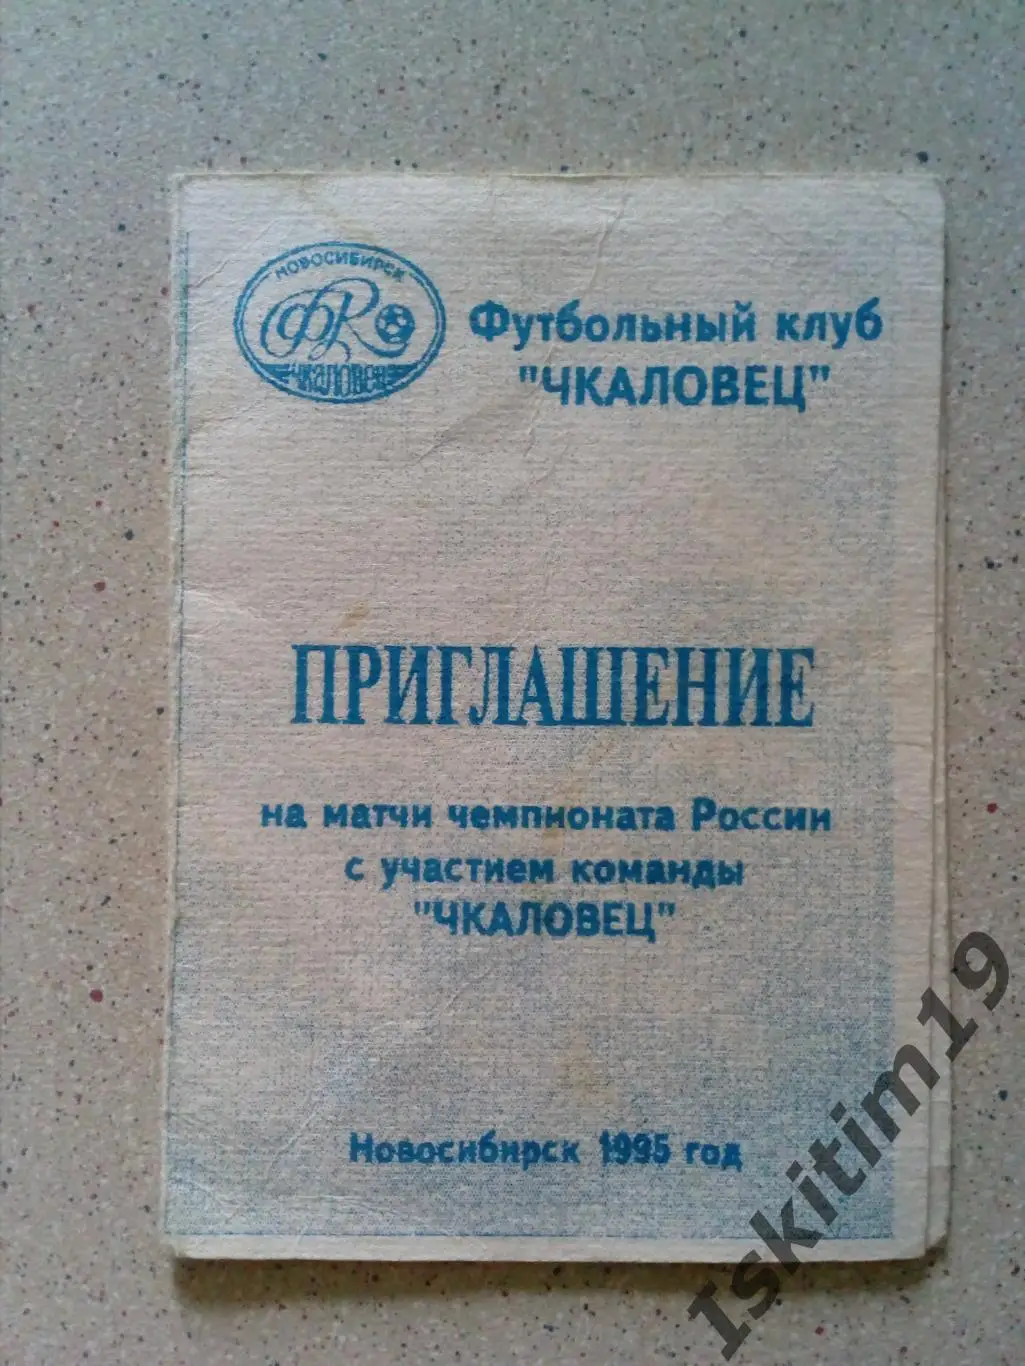 НОВОСИБИРСК
ФК
ЧКАЛОВЕЦ
Футбольный клуб
"ЧКАЛОВЕЦ"
ПРИГЛАШЕНИЕ
на матчи чемпионата России
с участием команды
"ЧКАЛОВЕЦ"
Новосибирск 1995 год
Iskitim19